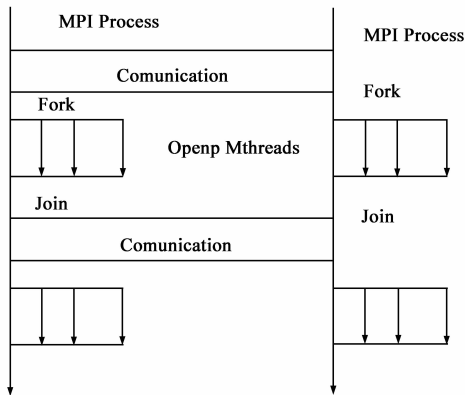 MPI Process
MPI Process
Comunication
Fork
Fork
Openp Mthreads
Join
Join
Comunication